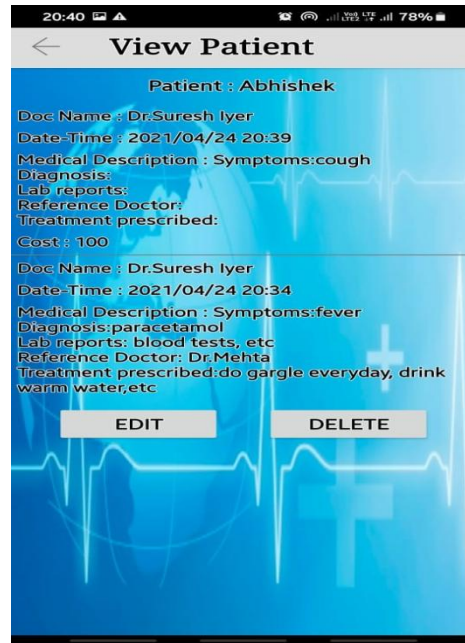 20:40 78%
View Patient
Patient : Abhishek
Doc Name : Dr.Suresh Iyer
Date-Time : 2021/04/24 20:39
Medical Description : Symptoms:cough
Diagnosis:
Lab reports:
Reference Doctor:
Treatment prescribed:
Cost : 100
Doc Name : Dr.Suresh Iyer
Date-Time : 2021/04/24 20:34
Medical Description : Symptoms:fever
Diagnosis:paracetamol
Lab reports: blood tests, etc
Reference Doctor: Dr.Mehta
Treatment prescribed:do gargle everyday, drink
warm water,etc
EDIT DELETE